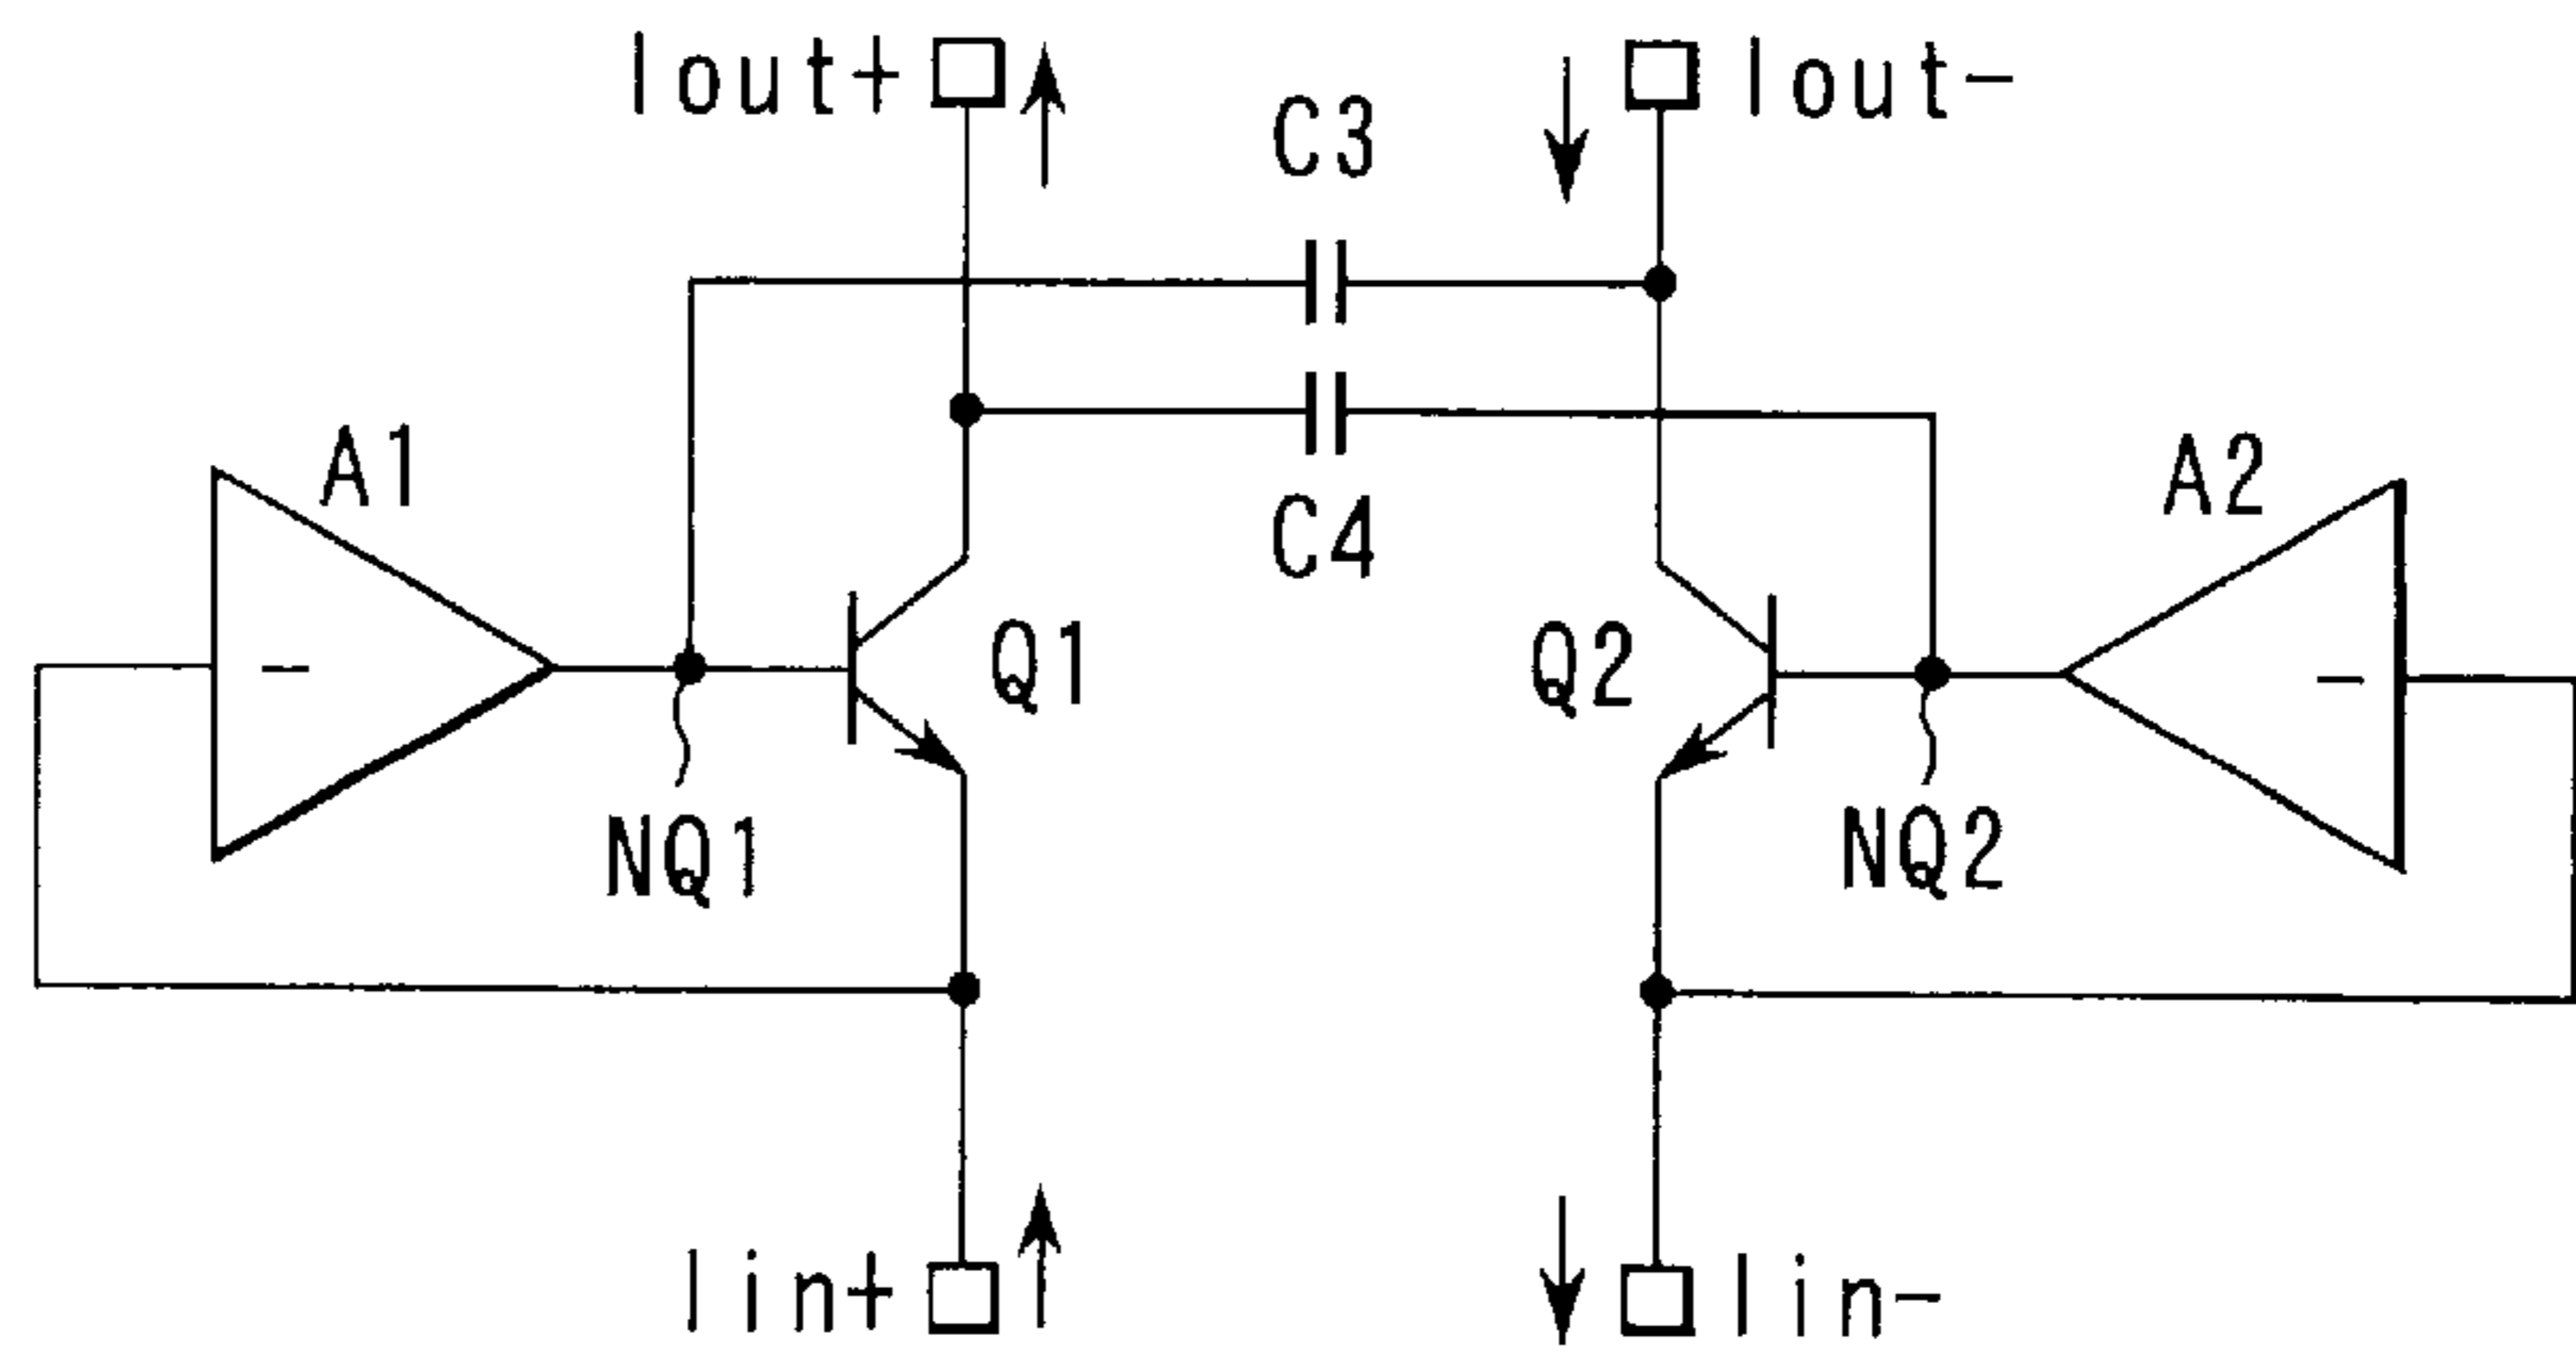 Iout+
Iout-
C3
C4
A1
A2
Q1
Q2
-
-
NQ1
NQ2
Iin+
Iin-